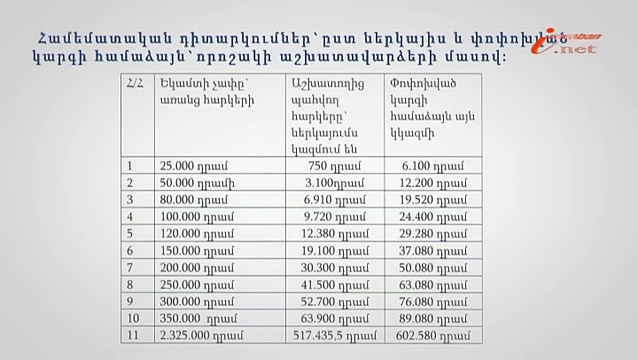 Համեմատական դիտարկումներ՝ ըստ ներկայիս և փոփոխված
կարգի համաձայն՝ որոշակի աշխատավարձերի մասով:
i.net
Հ/Հ Եկամտի չափը՝ առանց հարկերի Աշխատողից պահվող հարկերը՝ ներկայումս կազմում են Փոփոխված կարգի համաձայն այն կկազմի
1 25.000 դրամ 750 դրամ 6.100 դրամ
2 50.000 դրամի 3.100դրամ 12.200 դրամ
3 80.000 դրամ 6.910 դրամ 19.520 դրամ
4 100.000 դրամ 9.720 դրամ 24.400 դրամ
5 120.000 դրամ 12.380 դրամ 29.280 դրամ
6 150.000 դրամ 19.100 դրամ 37.080 դրամ
7 200.000 դրամ 30.300 դրամ 50.080 դրամ
8 250.000 դրամ 41.500 դրամ 63.080 դրամ
9 300.000 դրամ 52.700 դրամ 76.080 դրամ
10 350.000 դրամ 63.900 դրամ 89.080 դրամ
11 2.325.000 դրամ 517.435,5 դրամ 602.580 դրամ